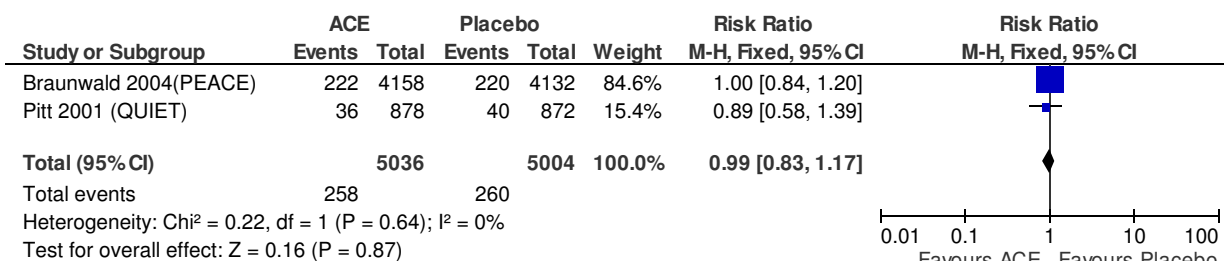 ACE Placebo Risk Ratio Risk Ratio
Study or Subgroup Events Total Events Total Weight M-H, Fixed, 95% CI M-H, Fixed, 95% CI
Braunwald 2004(PEACE) 222 4158 220 4132 84.6% 1.00 [0.84, 1.20]
Pitt 2001 (QUIET) 36 878 40 872 15.4% 0.89 [0.58, 1.39]
Total (95% CI) 5036 5004 100.0% 0.99 [0.83, 1.17]
Total events 258 260
Heterogeneity: Chi² = 0.22, df = 1 (P = 0.64); I² = 0%
Test for overall effect: Z = 0.16 (P = 0.87)
0.01 0.1 1 10 100
Favours ACE Favours Placebo